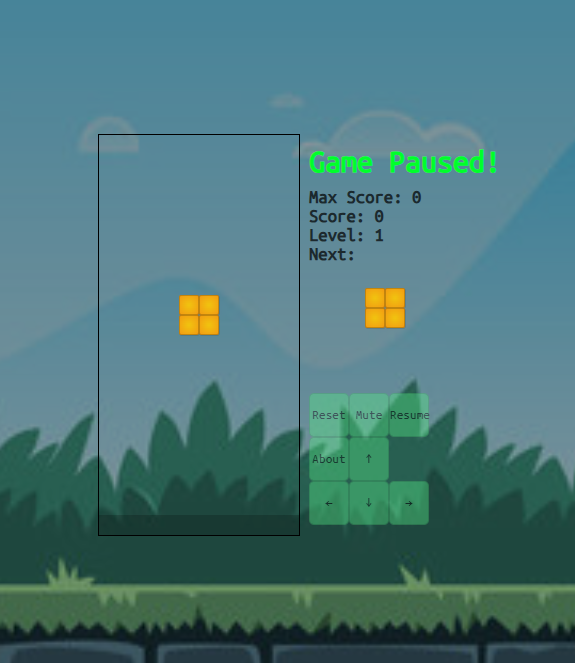 Game Paused!
Max Score: 0
Score: 0
Level: 1
Next:
Reset Mute Resume
About ↑
← ↓ →